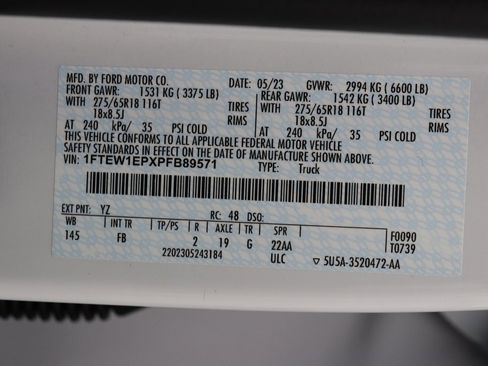 MFD. BY FORD MOTOR CO. DATE: 05/23 GVWR: 2994 KG (6600 LB)
FRONT GAWR: 1531 KG (3375 LB) REAR GAWR: 1542 KG (3400 LB)
WITH 275/65R18 116T TIRES WITH 275/65R18 116T TIRES
18x8.5J RIMS 18x8.5J RIMS
AT 240 kPa/ 35 PSI COLD AT 240 kPa/ 35 PSI COLD
THIS VEHICLE CONFORMS TO ALL APPLICABLE FEDERAL MOTOR VEHICLE
SAFETY STANDARDS IN EFFECT ON THE DATE OF MANUFACTURE SHOWN ABOVE.
VIN: 1FTEW1EPXPFB89571 TYPE: Truck
EXT PNT: YZ RC: 48 DSO:
WB INT TR TP/PS R AXLE TR SPR F0090
145 FB 2 19 G 22AA T0739
2202305243184 ULC ▽ 5U5A-3520472-AA